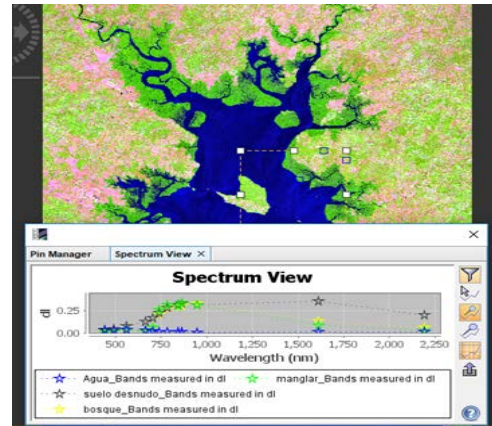 Pin Manager Spectrum View
Spectrum View
dl
0.25
0.00
500 750 1,000 1,250 1,500 1,750 2,000 2,250
Wavelength (nm)
Agua_Bands measured in dl manglar_Bands measured in dl
suelo desnudo_Bands measured in dl
bosque_Bands measured in dl